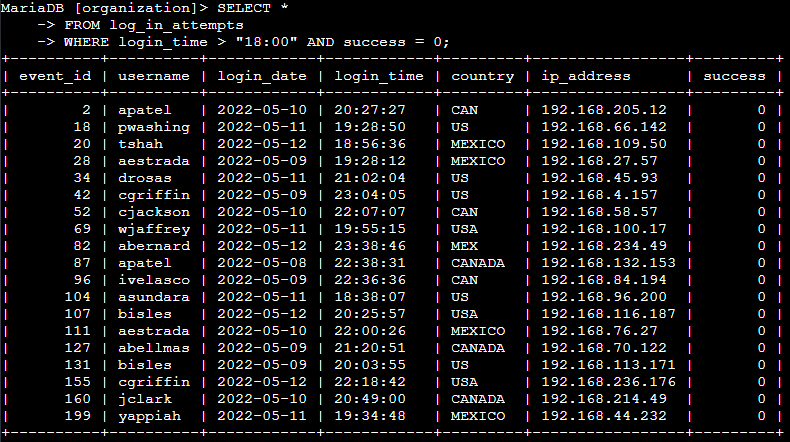 MariaDB [organization]> SELECT *
    -> FROM log_in_attempts
    -> WHERE login_time > "18:00" AND success = 0;
+----------+----------+------------+------------+---------+-----------------+---------+
| event_id | username | login_date | login_time | country | ip_address      | success |
+----------+----------+------------+------------+---------+-----------------+---------+
|        2 | apatel   | 2022-05-10 | 20:27:27   | CAN     | 192.168.205.12  |       0 |
|       18 | pwashing | 2022-05-11 | 19:28:50   | US      | 192.168.66.142  |       0 |
|       20 | tshah    | 2022-05-12 | 18:56:36   | MEXICO  | 192.168.109.50  |       0 |
|       28 | aestrada | 2022-05-09 | 19:28:12   | MEXICO  | 192.168.27.57   |       0 |
|       34 | drosas   | 2022-05-11 | 21:02:04   | US      | 192.168.45.93   |       0 |
|       42 | cgriffin | 2022-05-09 | 23:04:05   | US      | 192.168.4.157   |       0 |
|       52 | cjackson | 2022-05-10 | 22:07:07   | CAN     | 192.168.58.57   |       0 |
|       69 | wjaffrey | 2022-05-11 | 19:55:15   | USA     | 192.168.100.17  |       0 |
|       82 | abernard | 2022-05-12 | 23:38:46   | MEX     | 192.168.234.49  |       0 |
|       87 | apatel   | 2022-05-08 | 22:38:31   | CANADA  | 192.168.132.153 |       0 |
|       96 | ivelasco | 2022-05-09 | 22:36:36   | CAN     | 192.168.84.194  |       0 |
|      104 | asundara | 2022-05-11 | 18:38:07   | US      | 192.168.96.200  |       0 |
|      107 | bisles   | 2022-05-12 | 20:25:57   | USA     | 192.168.116.187 |       0 |
|      111 | aestrada | 2022-05-10 | 22:00:26   | MEXICO  | 192.168.76.27   |       0 |
|      127 | abellmas | 2022-05-09 | 21:20:51   | CANADA  | 192.168.70.122  |       0 |
|      131 | bisles   | 2022-05-09 | 20:03:55   | US      | 192.168.113.171 |       0 |
|      155 | cgriffin | 2022-05-12 | 22:18:42   | USA     | 192.168.236.176 |       0 |
|      160 | jclark   | 2022-05-10 | 20:49:00   | CANADA  | 192.168.214.49  |       0 |
|      199 | yappiah  | 2022-05-11 | 19:34:48   | MEXICO  | 192.168.44.232  |       0 |
+----------+----------+------------+------------+---------+-----------------+---------+